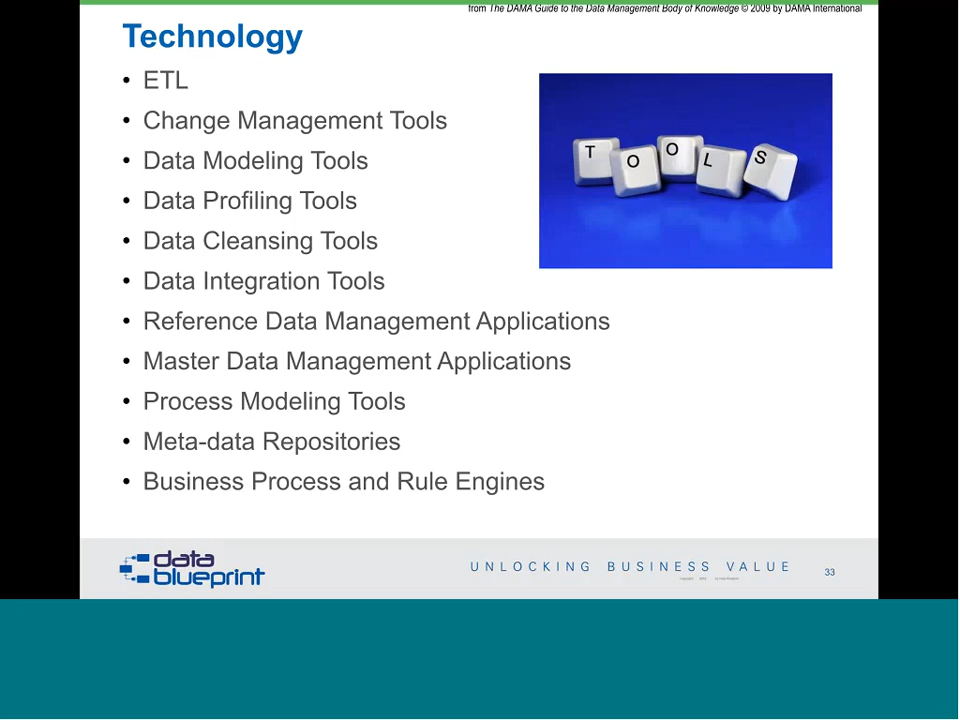 from The DAMA Guide to the Data Management Body of Knowledge © 2009 by DAMA International
Technology
• ETL
• Change Management Tools
• Data Modeling Tools
• Data Profiling Tools
• Data Cleansing Tools
• Data Integration Tools
• Reference Data Management Applications
• Master Data Management Applications
• Process Modeling Tools
• Meta-data Repositories
• Business Process and Rule Engines
TOOLS
data
blueprint
UNLOCKING BUSINESS VALUE
33